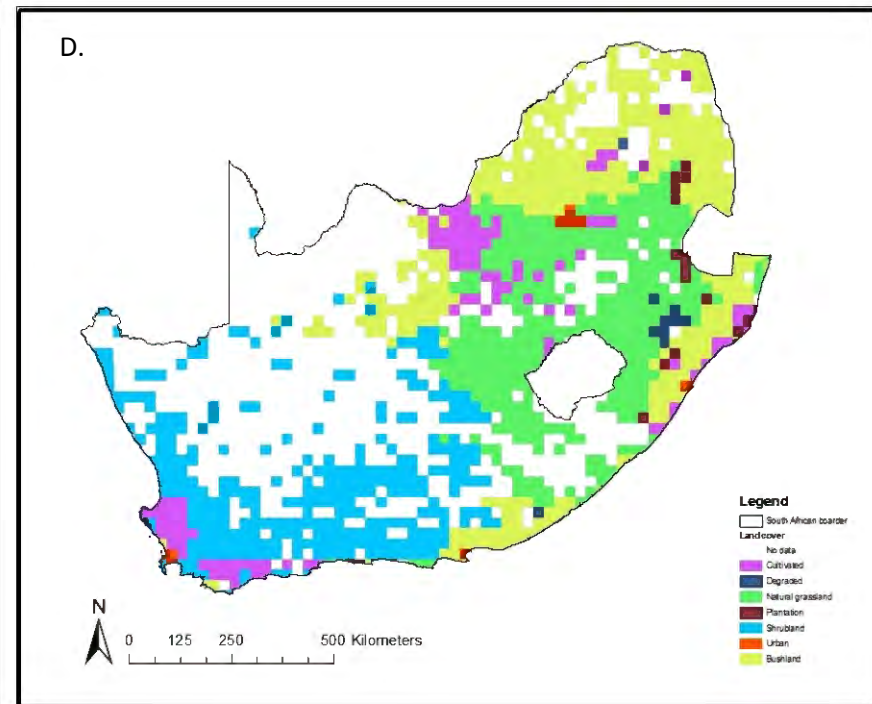 D.
Legend
South African boarder
Landcover
No data
Cultivated
Degraded
Natural grassland
Plantation
Shrubland
Urban
Bushland
N
0 125 250 500 Kilometers